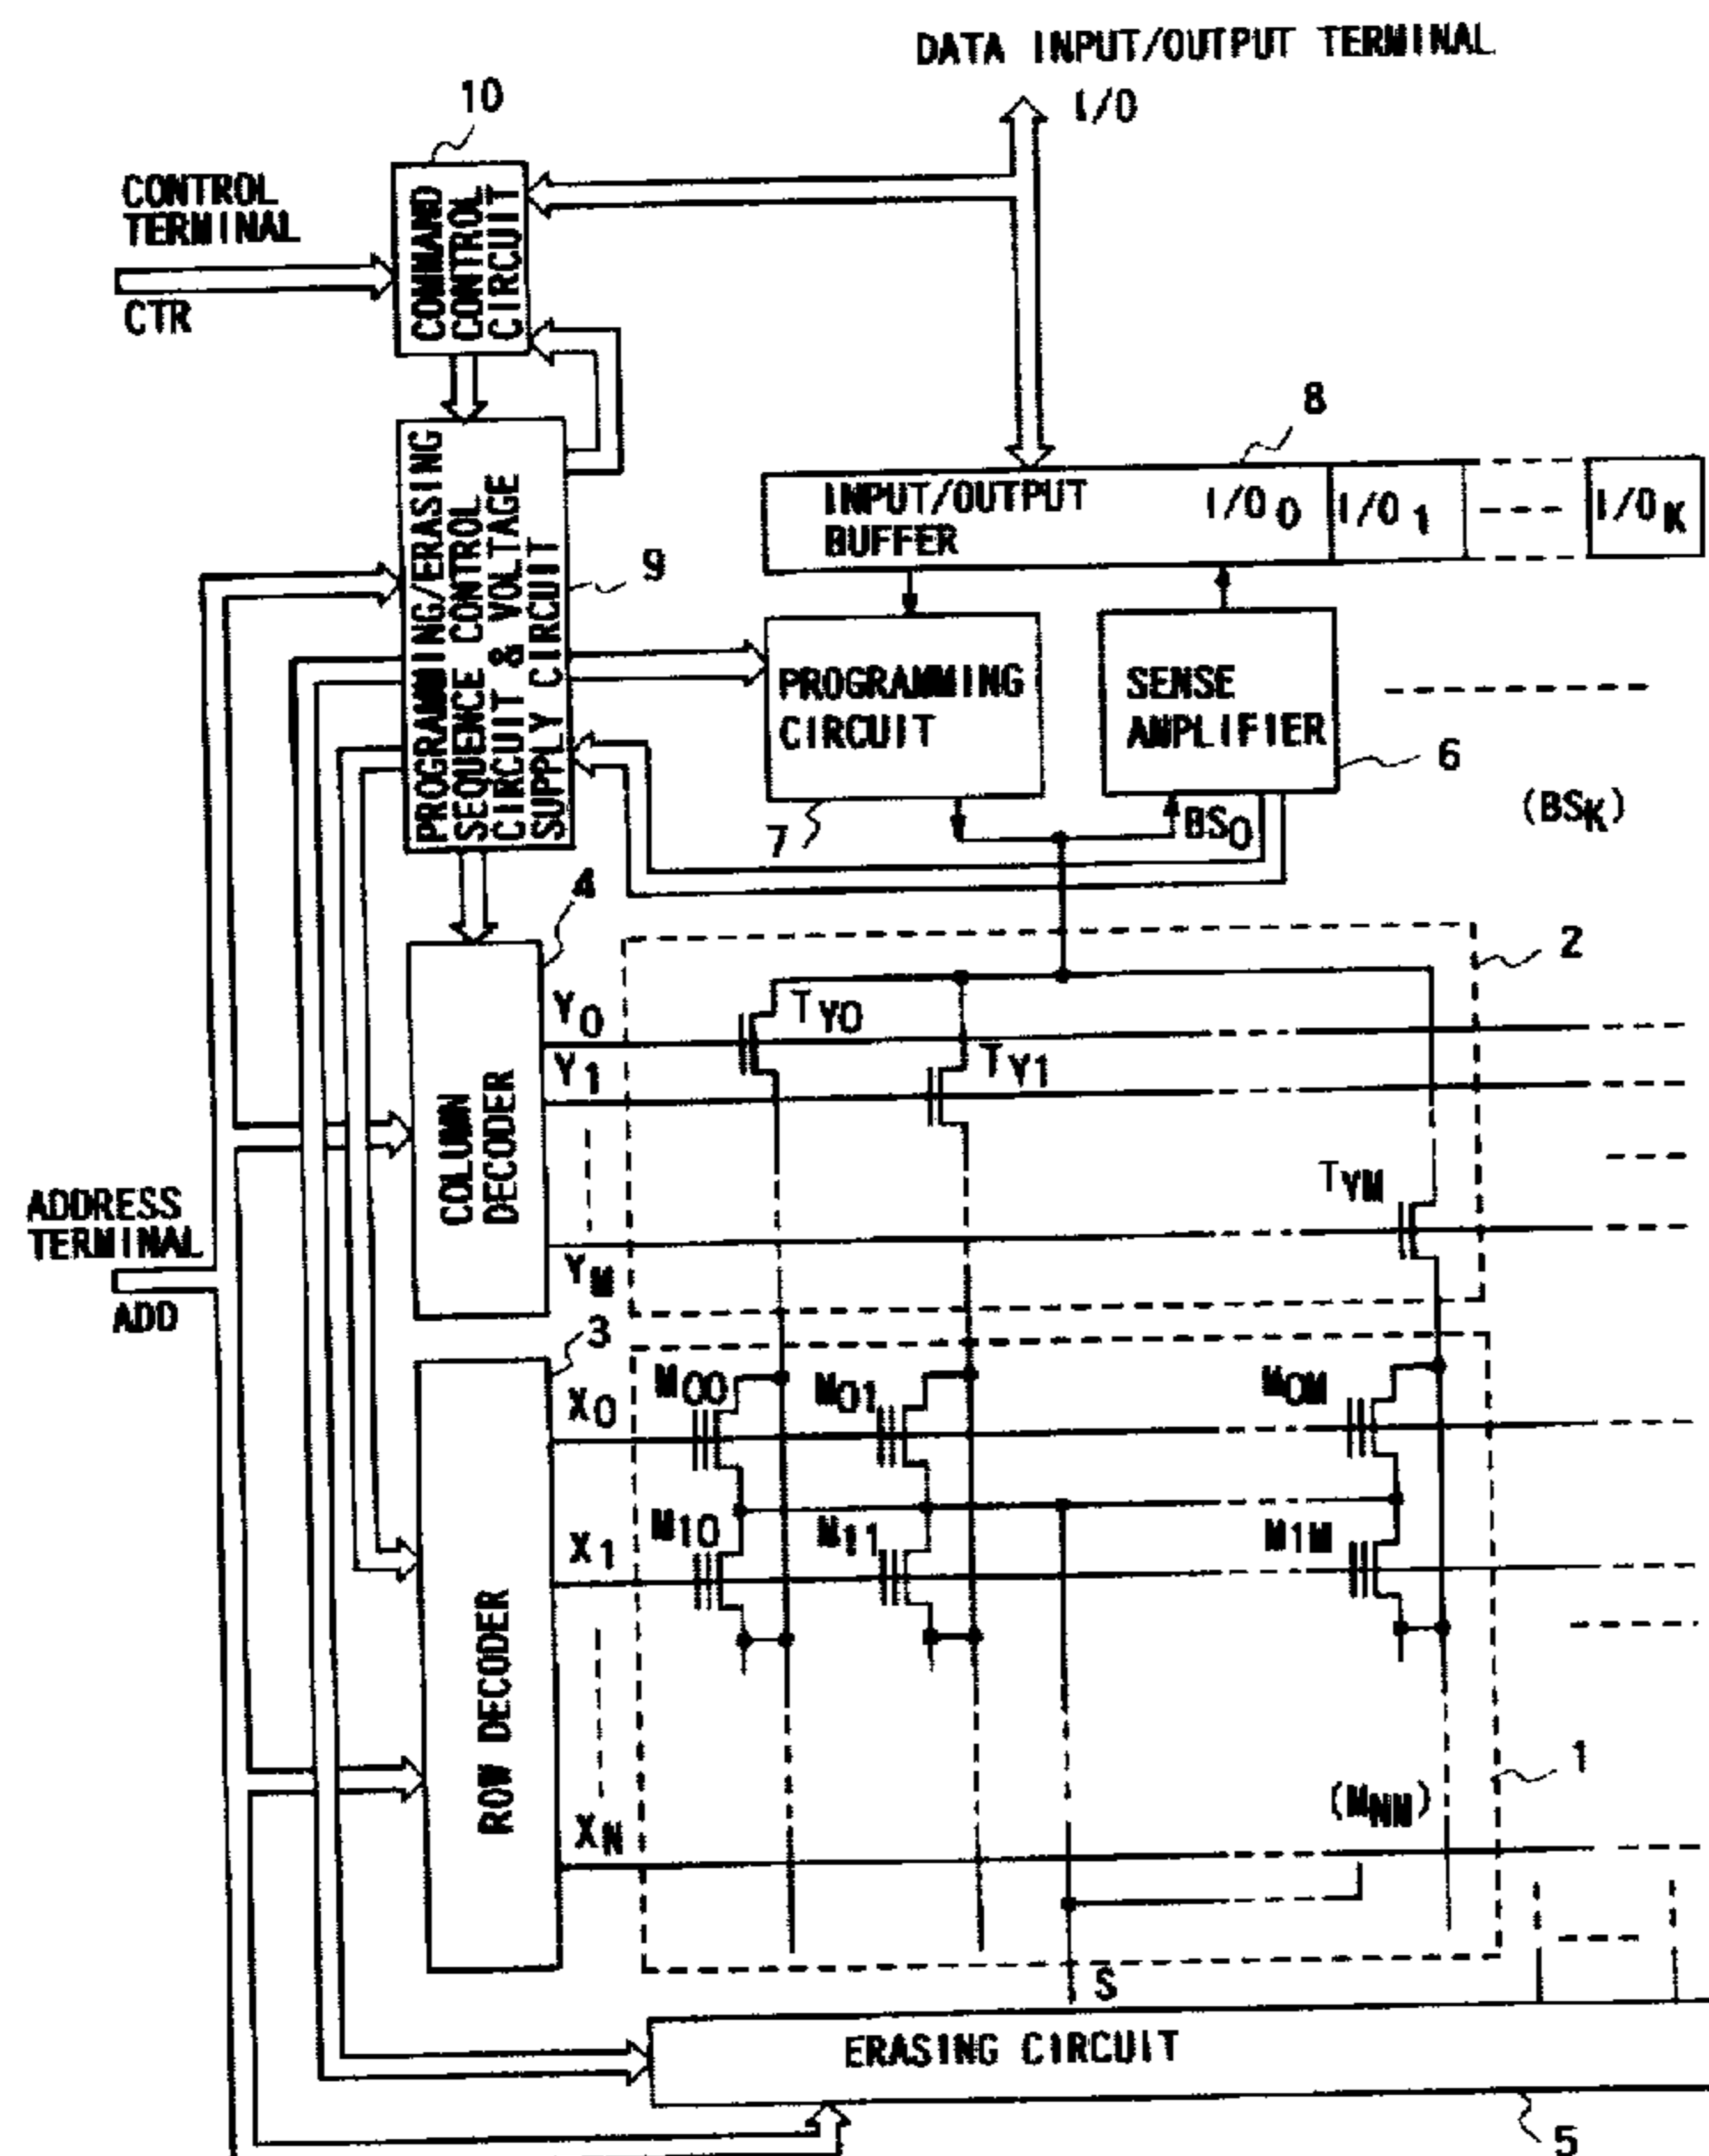 DATA INPUT/OUTPUT TERMINAL
I/O
10
CONTROL
TERMINAL
CTR
COMMAND
CONTROL
CIRCUIT
8
INPUT/OUTPUT
BUFFER
I/O0
I/O1
I/OK
PROGRAMMING/ERASING
SEQUENCE CONTROL
CIRCUIT & VOLTAGE
SUPPLY CIRCUIT
9
PROGRAMMING
CIRCUIT
7
SENSE
AMPLIFIER
6
BS0
(BSK)
4
2
COLUMN
DECODER
Y0
Y1
YM
TY0
TY1
TYM
ADDRESS
TERMINAL
ADD
3
ROW DECODER
X0
X1
XN
M00
M01
M0M
M10
M11
M1M
(MNM)
1
S
ERASING CIRCUIT
5